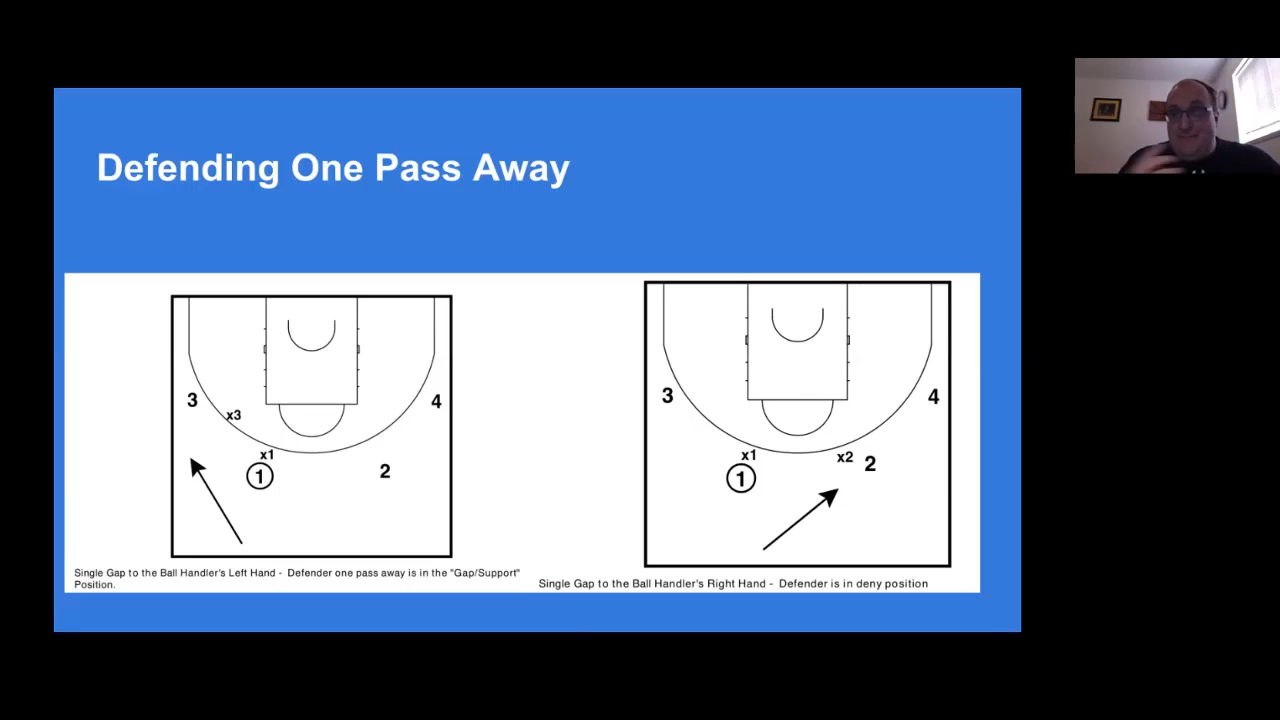 Defending One Pass Away
3
x3
x1
1
2
4
Single Gap to the Ball Handler's Left Hand - Defender one pass away is in the "Gap/Support"
Position.
3
x1
1
x2
2
4
Single Gap to the Ball Handler's Right Hand - Defender is in deny position